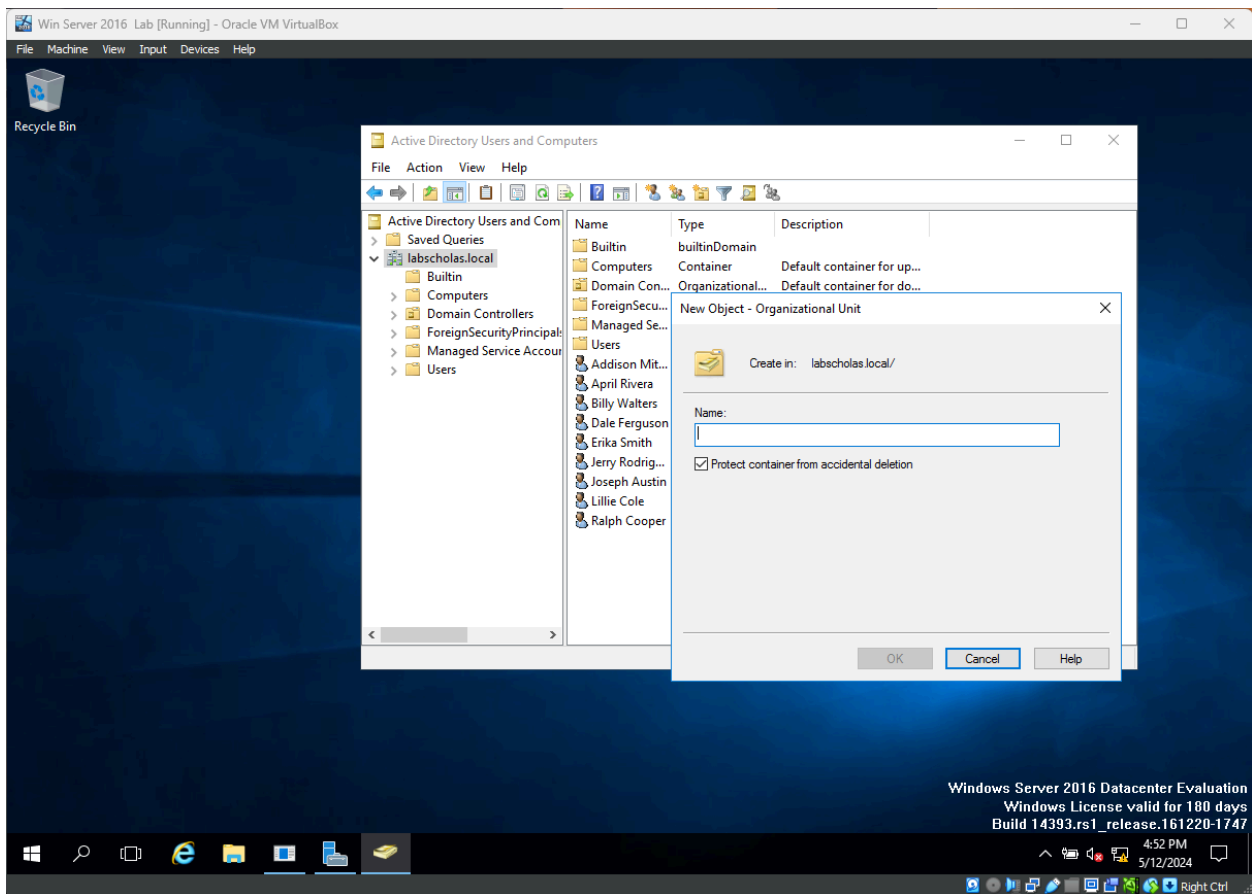 Win Server 2016 Lab [Running] - Oracle VM VirtualBox
File Machine View Input Devices Help
Recycle Bin
Active Directory Users and Computers
File Action View Help
Active Directory Users and Com
Saved Queries
labscholas.local
Builtin
Computers
Domain Controllers
ForeignSecurityPrincipals
Managed Service Accour
Users
Name Type Description
Builtin builtinDomain
Computers Container Default container for up...
Domain Con... Organizational... Default container for do...
ForeignSecu...
Managed Se...
Users
Addison Mit...
April Rivera
Billy Walters
Dale Ferguson
Erika Smith
Jerry Rodrig...
Joseph Austin
Lillie Cole
Ralph Cooper
New Object - Organizational Unit
Create in: labscholas.local/
Name:
Protect container from accidental deletion
OK Cancel Help
Windows Server 2016 Datacenter Evaluation
Windows License valid for 180 days
Build 14393.rs1_release.161220-1747
4:52 PM
5/12/2024
Right Ctrl